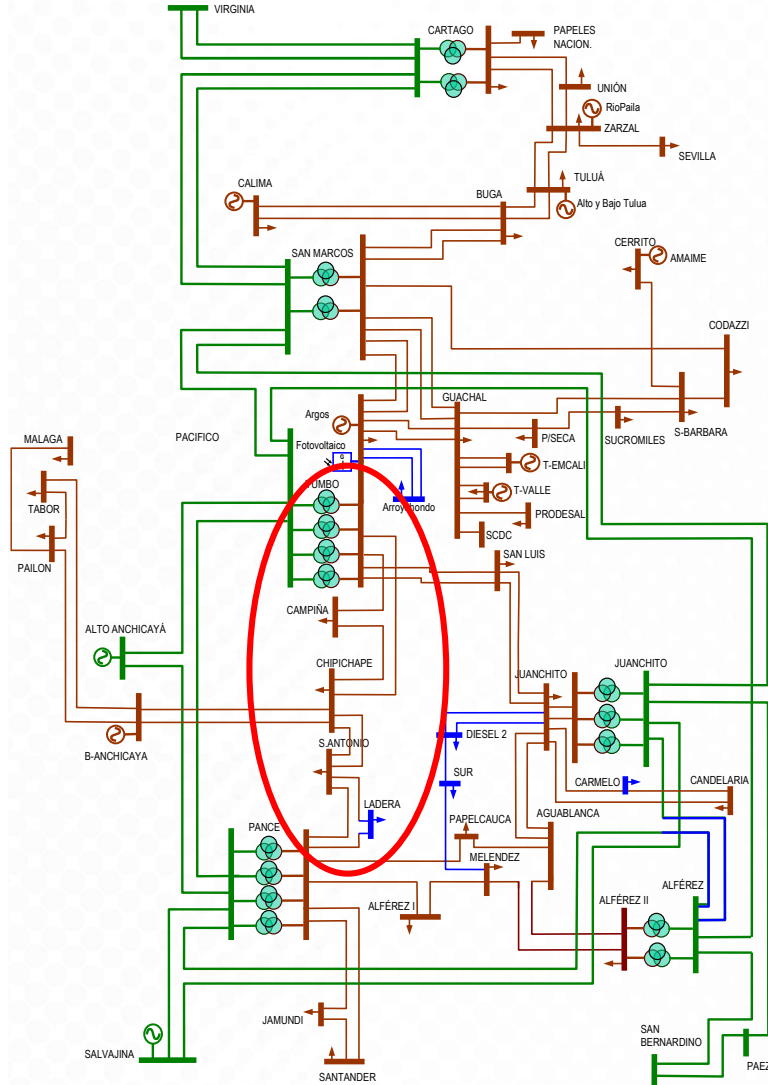 VIRGINIA
CARTAGO
PAPELES
NACION.
UNIÓN
RioPaila
ZARZAL
SEVILLA
TULUÁ
Alto y Bajo Tulua
CALIMA
BUGA
SAN MARCOS
CERRITO
AMAIME
CODAZZI
GUACHAL
Argos
PACIFICO
Fotovoltaico
G
MALAGA
TABOR
PAILON
P/SECA
SUCROMILES
S-BARBARA
T-EMCALI
T-VALLE
PRODESAL
SCDC
SAN LUIS
CAMPIÑA
ALTO ANCHICAYÁ
CHIPICHAPE
JUANCHITO
JUANCHITO
B-ANCHICAYA
S.ANTONIO
DIESEL 2
SUR
CARMELO
CANDELARIA
LADERA
PANCE
PAPELCAUCA
AGUABLANCA
MELENDEZ
ALFÉREZ I
ALFÉREZ II
ALFÉREZ
JAMUNDI
SALVAJINA
SANTANDER
SAN
BERNARDINO
PAEZ